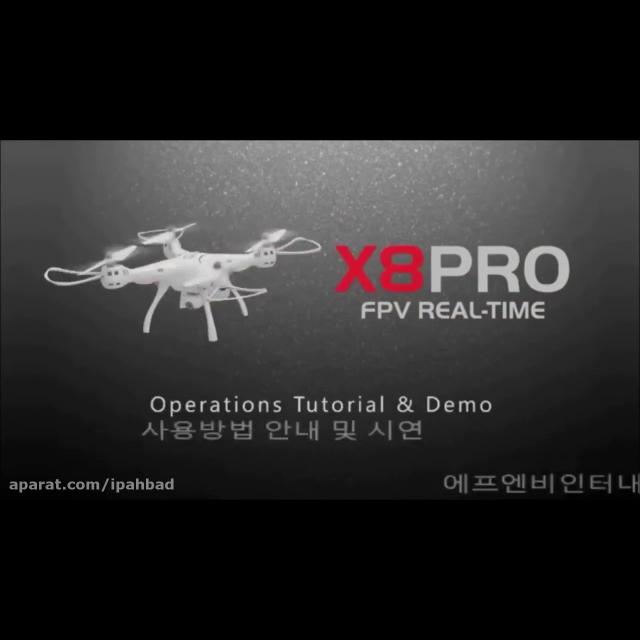 X8PRO
FPV REAL-TIME
Operations Tutorial & Demo
사용방법 안내 및 시연
aparat.com/ipahbad
에프엔비인터내